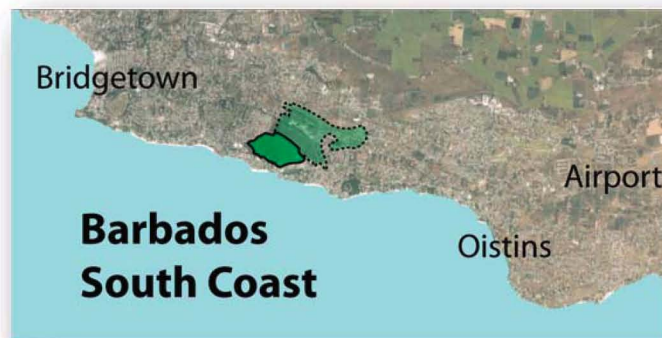 Bridgetown
Airport
Oistins
Barbados
South Coast